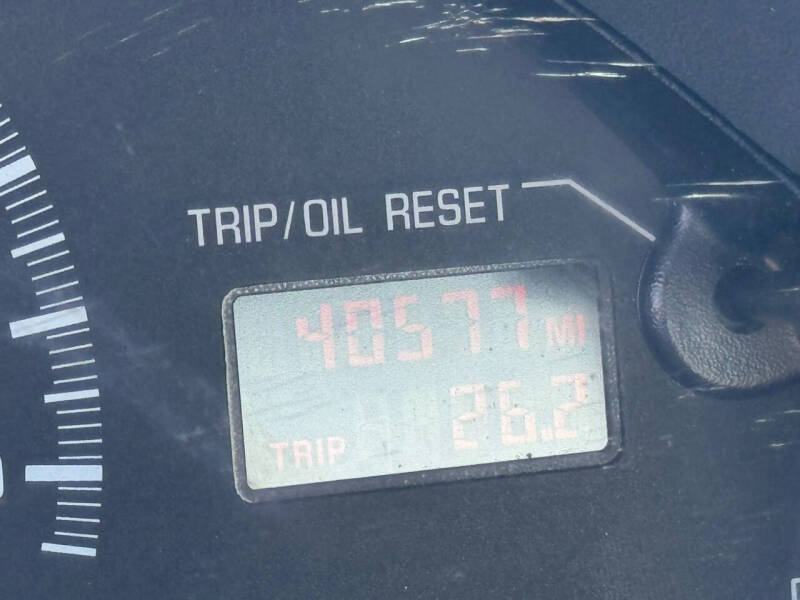 TRIP/OIL RESET
40577 MI
TRIP 26.2